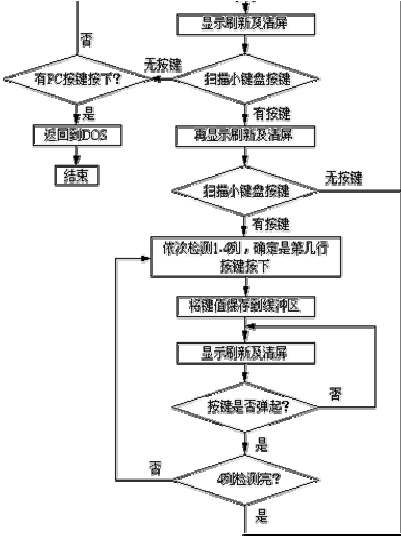 显示刷新及清屏
否
无按键
有PC按键按下？
扫描小键盘按键
是
有按键
返回到DOS
再显示刷新及清屏
结束
扫描小键盘按键
无按键
有按键
依次检测1-4列，确定是第几行
按键按下
将键值保存到缓冲区
显示刷新及清屏
按键是否弹起？
否
是
4列检测完？
否
是